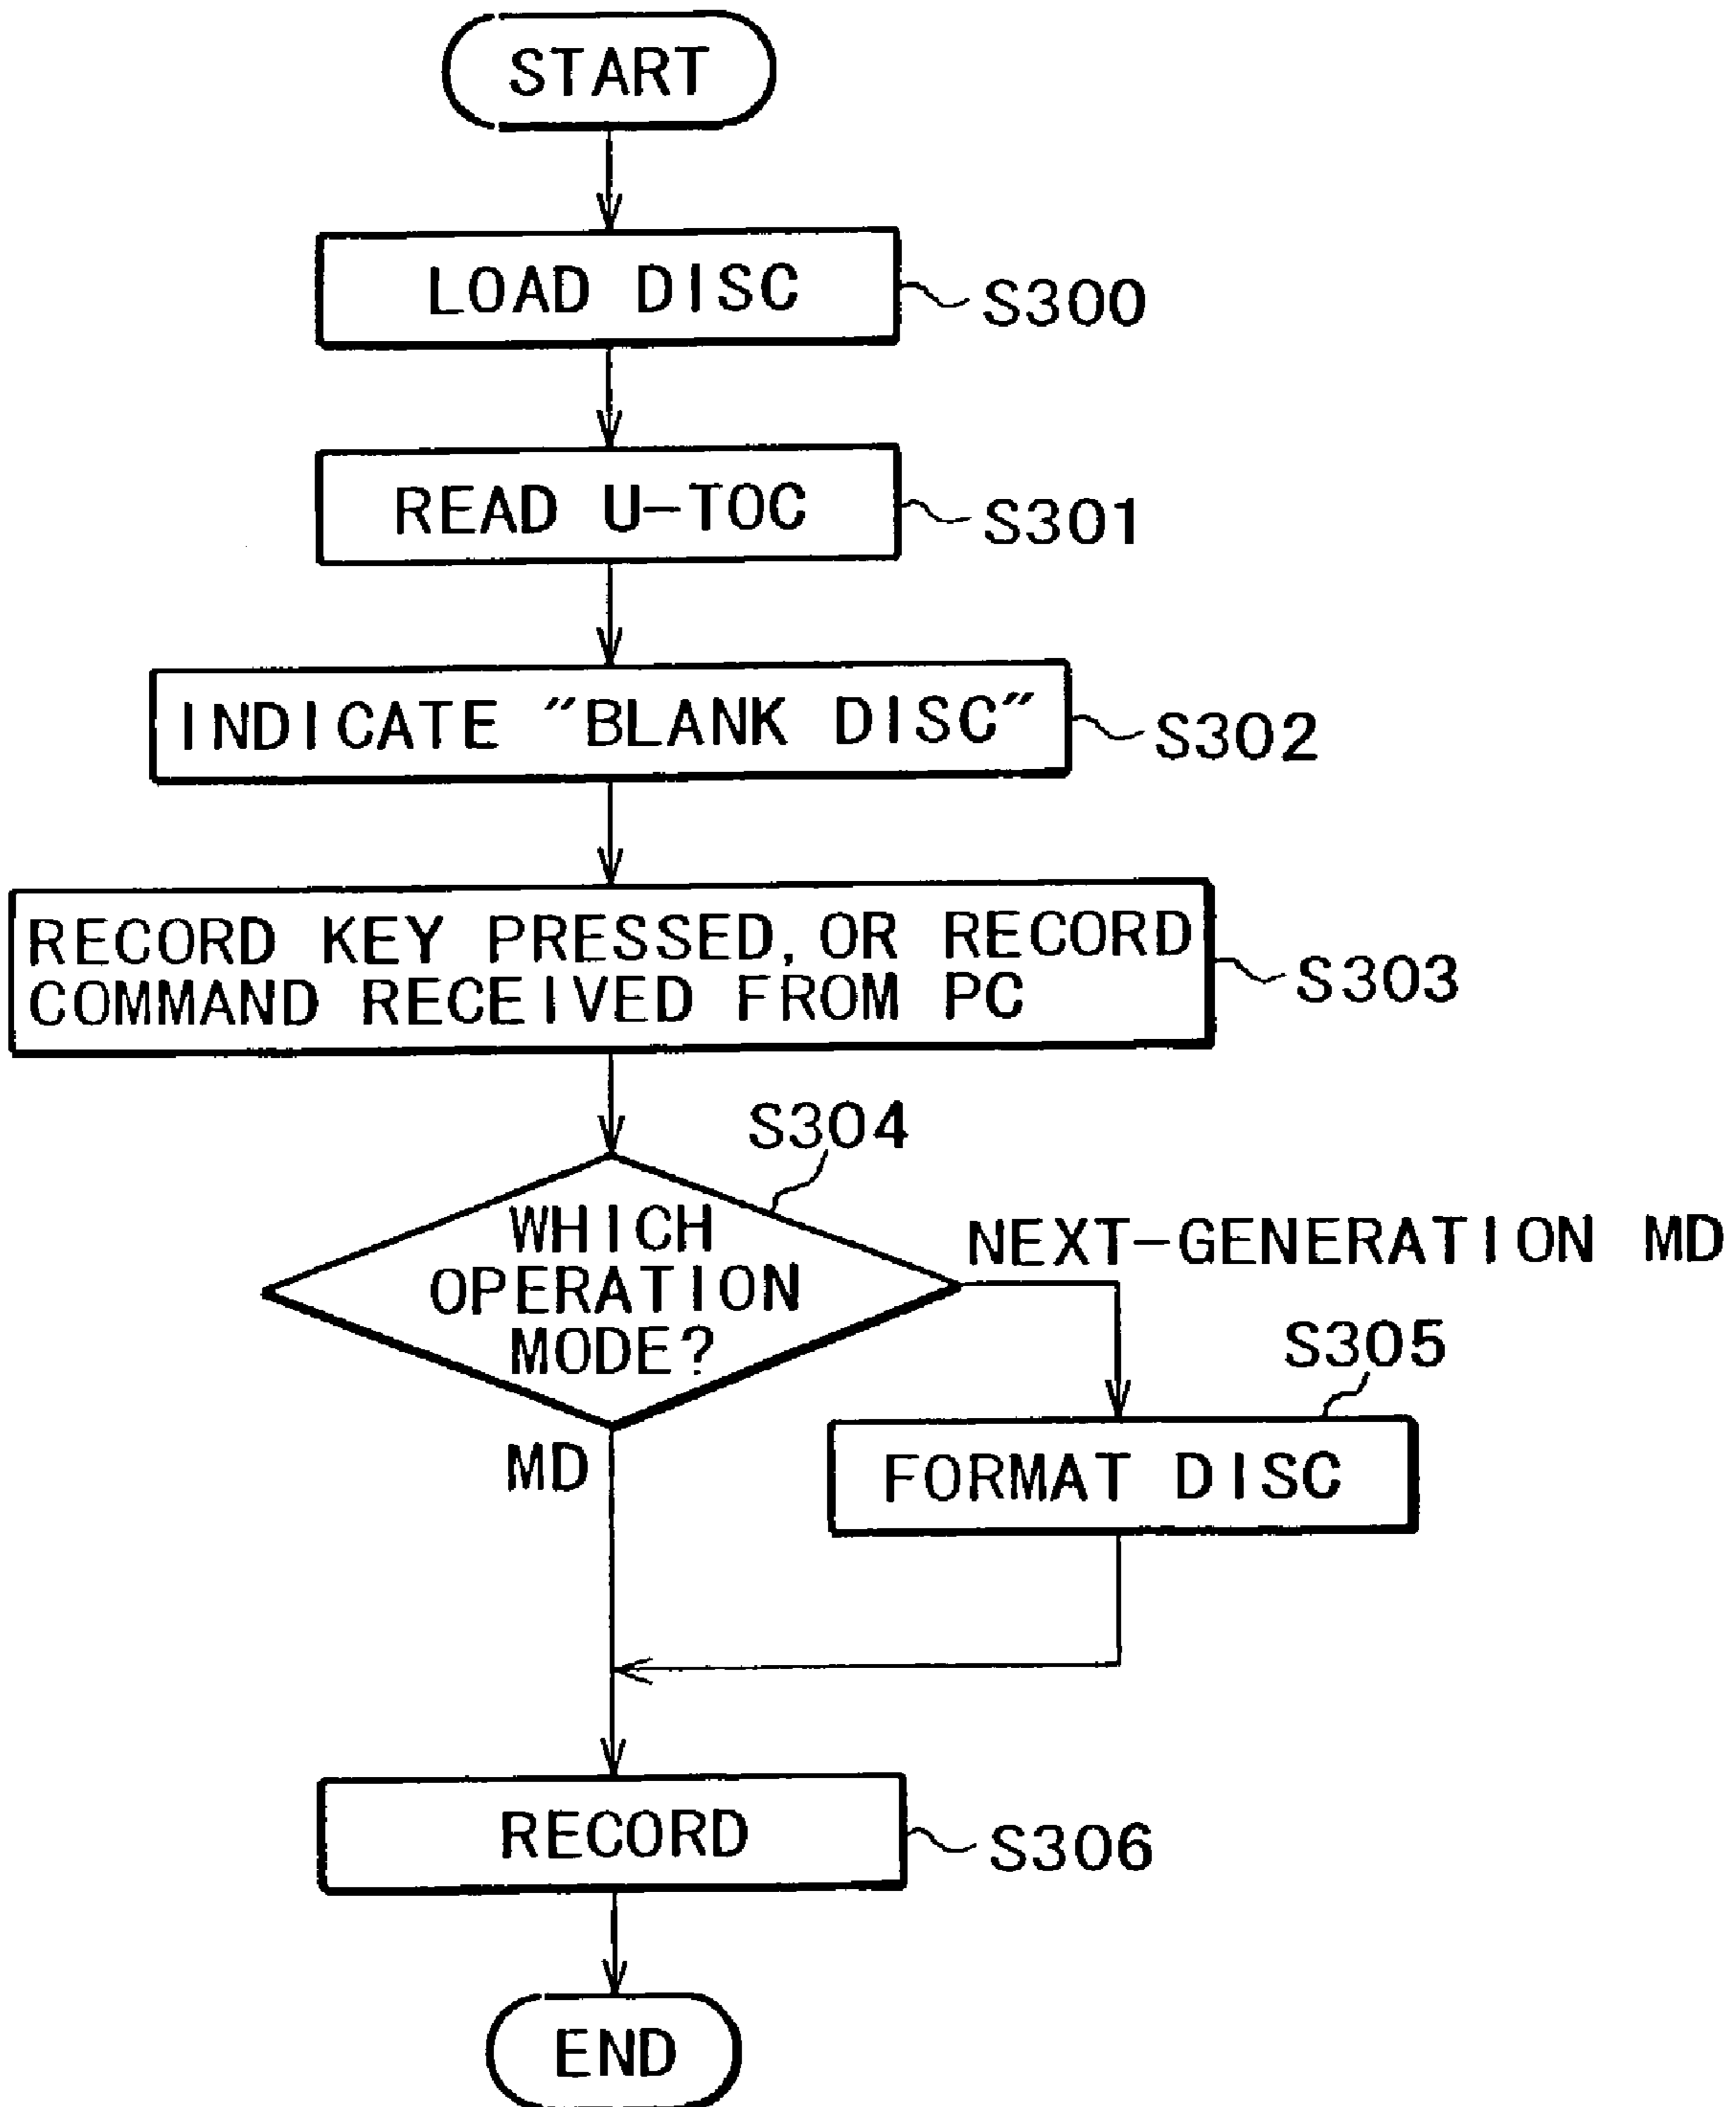 START
LOAD DISC
S300
READ U-TOC
S301
INDICATE "BLANK DISC"
S302
RECORD KEY PRESSED, OR RECORD
COMMAND RECEIVED FROM PC
S303
S304
WHICH
OPERATION
MODE?
NEXT-GENERATION MD
S305
MD
FORMAT DISC
RECORD
S306
END